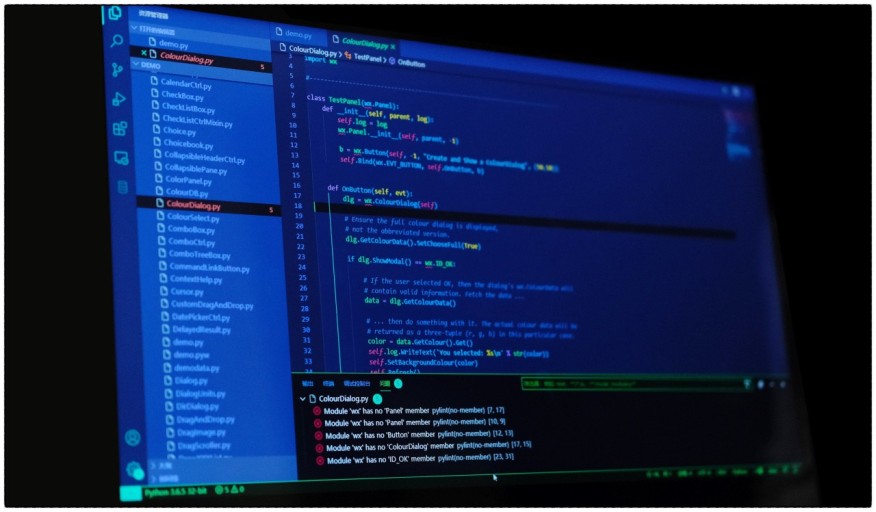 资源管理器
打开的编辑器
demo.py
ColourDialog.py 5
DEMO
CalendarCtrl.py
CheckBox.py
CheckListBox.py
CheckListCtrlMixin.py
Choice.py
Choicebook.py
CollapsibleHeaderCtrl.py
CollapsiblePane.py
ColorPanel.py
ColourDB.py
ColourDialog.py 5
ColourSelect.py
ComboBox.py
ComboCtrl.py
ComboTreeBox.py
CommandLinkButton.py
ContextHelp.py
Cursor.py
CustomDragAndDrop.py
DatePickerCtrl.py
DelayedResult.py
demo.py
demo.pyw
demodata.py
Dialog.py
DialogUnits.py
DirDialog.py
DragAndDrop.py
DragImage.py
DragScroller.py
大纲
demo.py
ColourDialog.py
ColourDialog.py > TestPanel > OnButton
3
4 import wx
5
6 #
7 class TestPanel(wx.Panel):
8 def __init__(self, parent, log):
9 self.log = log
10 wx.Panel.__init__(self, parent, -1)
11
12 b = wx.Button(self, -1, "Create and Show a ColourDialog", (50,50))
13 self.Bind(wx.EVT_BUTTON, self.OnButton, b)
14
15
16 def OnButton(self, evt):
17 dlg = wx.ColourDialog(self)
18
19 # Ensure the full colour dialog is displayed,
20 # not the abbreviated version.
21 dlg.GetColourData().SetChooseFull(True)
22
23 if dlg.ShowModal() == wx.ID_OK:
24
25 # If the user selected OK, then the dialog's wx.ColourData will
26 # contain valid information. Fetch the data ...
27 data = dlg.GetColourData()
28
29 # ... then do something with it. The actual colour data will be
30 # returned as a three-tuple (r, g, b) in this particular case.
31 color = data.GetColour().Get()
32 self.log.WriteText('You selected: %s\n' % str(color))
33 self.SetBackgroundColour(color)
34 self.Refresh()
输出 终端 调试控制台 问题
ColourDialog.py
Module 'wx' has no 'Panel' member pylint(no-member) [7, 17]
Module 'wx' has no 'Panel' member pylint(no-member) [10, 9]
Module 'wx' has no 'Button' member pylint(no-member) [12, 13]
Module 'wx' has no 'ColourDialog' member pylint(no-member) [17, 15]
Module 'wx' has no 'ID_OK' member pylint(no-member) [23, 31]
Python 3.6.5 32-bit 5 0